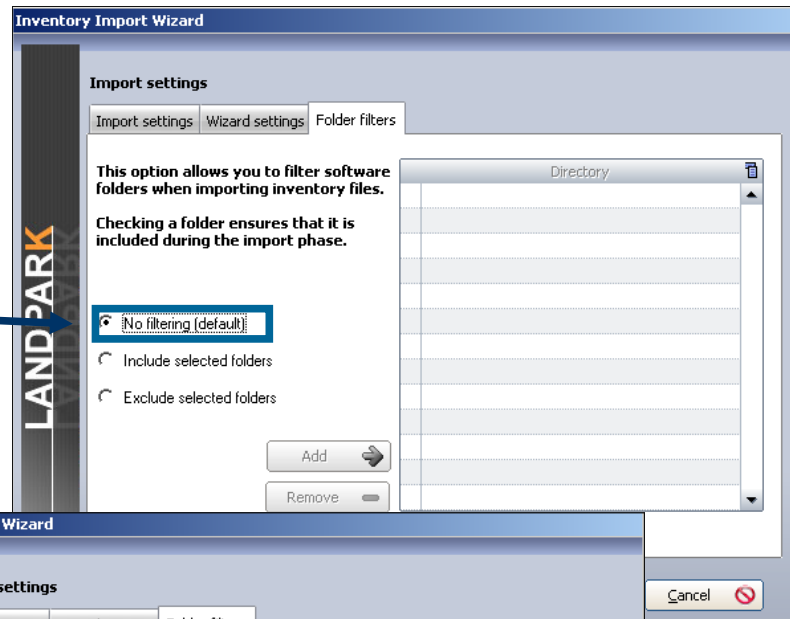 Inventory Import Wizard
Import settings
Import settings Wizard settings Folder filters
This option allows you to filter software
folders when importing inventory files.
Checking a folder ensures that it is
included during the import phase.
Directory
LANDPARK
No filtering (default)
Include selected folders
Exclude selected folders
Add
Remove
Wizard
settings
Cancel